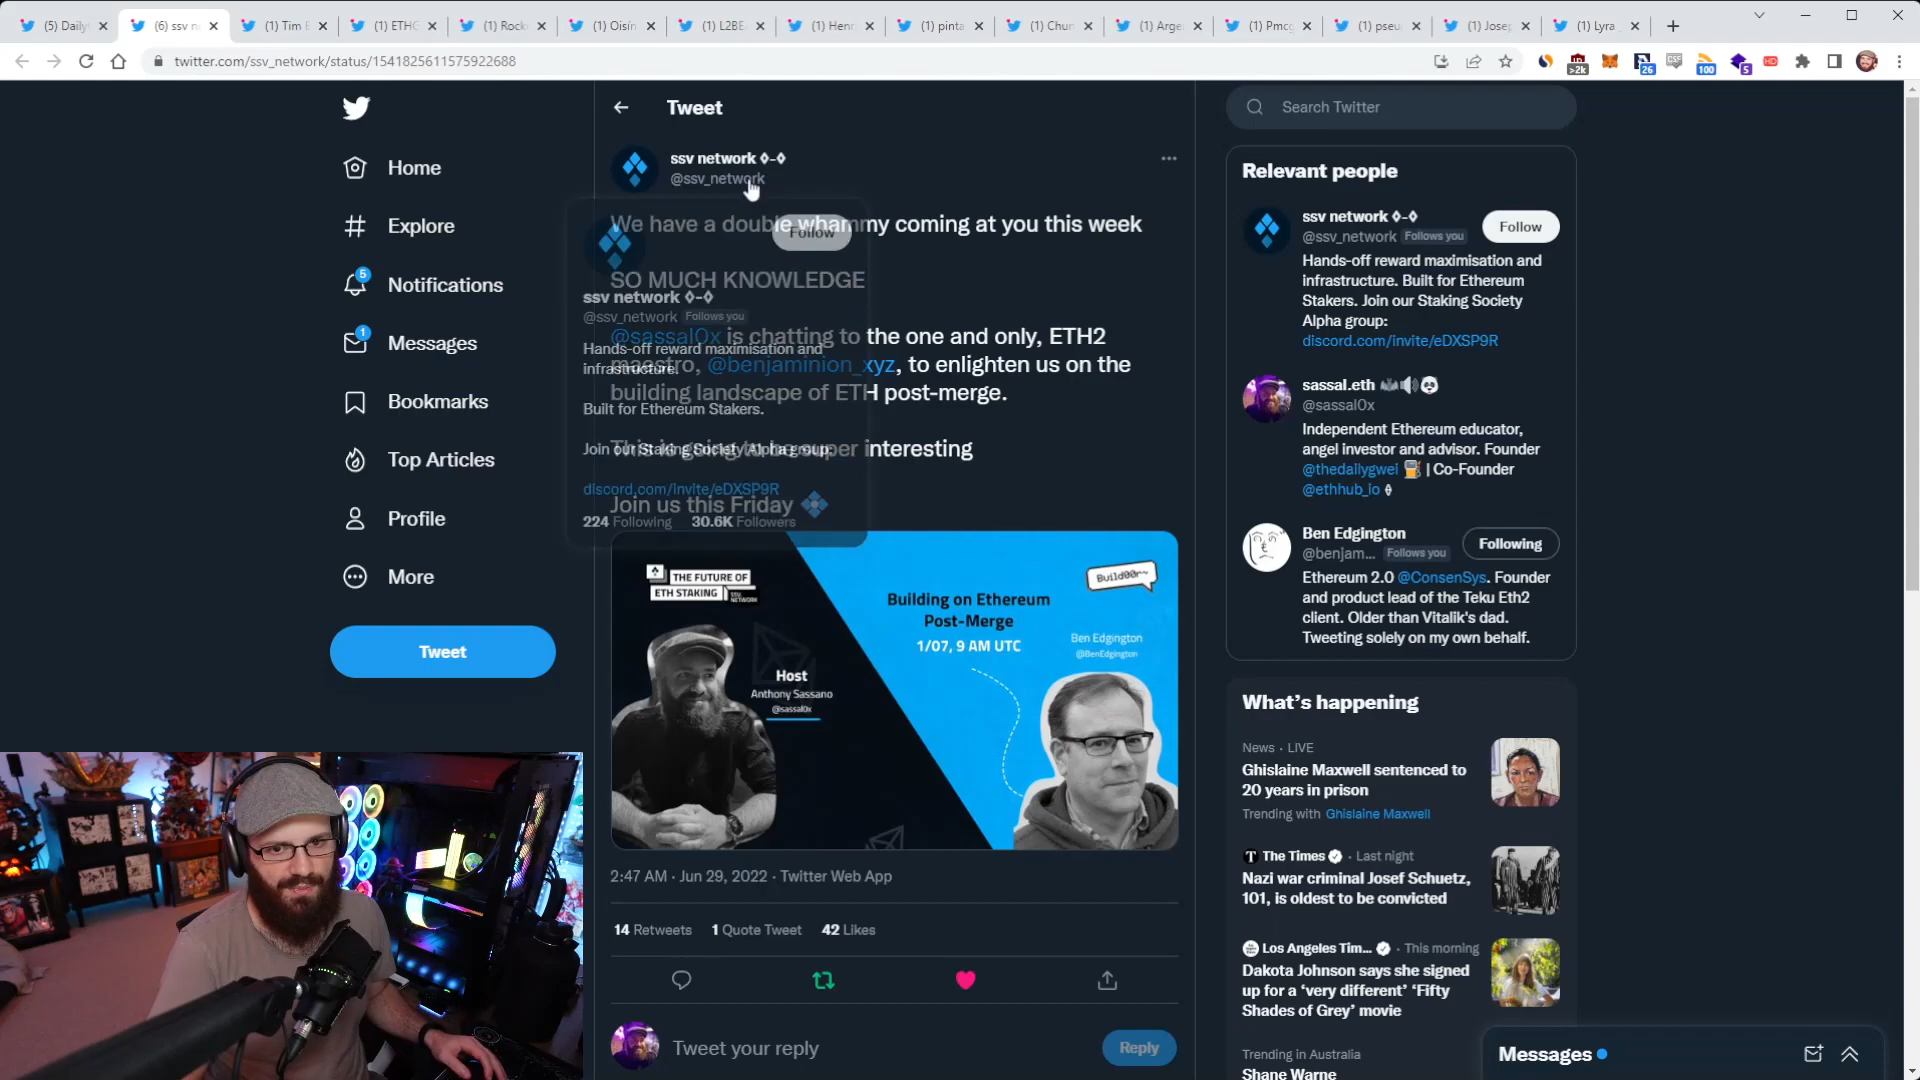 (5) Daily
(6) ssv n
(1) Tim E
(1) ETHG
(1) Rock
(1) Oisín
(1) L2BE
(1) Henr
(1) pinta
(1) Chur
(1) Arge
(1) Pmcg
(1) pseu
(1) Josep
(1) Lyra
twitter.com/ssv_network/status/1541825611575922688
>2k
26
100
5
HD
Home
Explore
5
Notifications
1
Messages
Bookmarks
Top Articles
Profile
More
Tweet
Tweet
ssv network ◊-◊
@ssv_network
We have a double whammy coming at you this week
SO MUCH KNOWLEDGE
@sassal0x is chatting to the one and only, ETH2
maestro, @benjaminion_xyz, to enlighten us on the
building landscape of ETH post-merge.
This is going to be super interesting
Join us this Friday
Follow
ssv network ◊-◊
@ssv_network Follows you
Hands-off reward maximisation and
infrastructure.
Built for Ethereum Stakers.
Join our Staking Society Alpha group:
discord.com/invite/eDXSP9R
224 Following 30.6K Followers
THE FUTURE OF
ETH STAKING
SSV.
NETWORK
Host
Anthony Sassano
@sassal0x
Building on Ethereum
Post-Merge
1/07, 9 AM UTC
Build00r~
Ben Edgington
@BenEdgington
2:47 AM · Jun 29, 2022 · Twitter Web App
14 Retweets 1 Quote Tweet 42 Likes
Tweet your reply
Reply
Search Twitter
Relevant people
ssv network ◊-◊
@ssv_network Follows you
Follow
Hands-off reward maximisation and
infrastructure. Built for Ethereum
Stakers. Join our Staking Society
Alpha group:
discord.com/invite/eDXSP9R
sassal.eth
@sassal0x
Independent Ethereum educator,
angel investor and advisor. Founder
@thedailygwei | Co-Founder
@ethhub_io
Ben Edgington
@benjam... Follows you
Following
Ethereum 2.0 @ConsenSys. Founder
and product lead of the Teku Eth2
client. Older than Vitalik's dad.
Tweeting solely on my own behalf.
What's happening
News · LIVE
Ghislaine Maxwell sentenced to
20 years in prison
Trending with Ghislaine Maxwell
The Times · Last night
Nazi war criminal Josef Schuetz,
101, is oldest to be convicted
Los Angeles Tim... · This morning
Dakota Johnson says she signed
up for a 'very different' 'Fifty
Shades of Grey' movie
Trending in Australia
Shane Warne
Messages